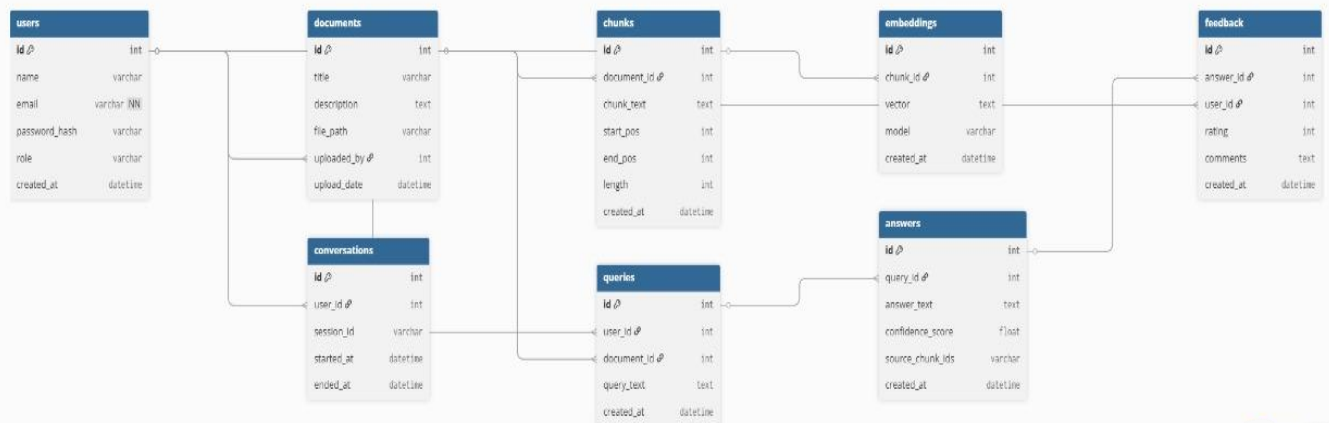 users
id int
name varchar
email varchar NN
password_hash varchar
role varchar
created_at datetime
documents
id int
title varchar
description text
file_path varchar
uploaded_by int
upload_date datetime
chunks
id int
document_id int
chunk_text text
start_pos int
end_pos int
length int
created_at datetime
embeddings
id int
chunk_id int
vector text
model varchar
created_at datetime
feedback
id int
answer_id int
user_id int
rating int
comments text
created_at datetime
conversations
id int
user_id int
session_id varchar
started_at datetime
ended_at datetime
queries
id int
user_id int
document_id int
query_text text
created_at datetime
answers
id int
query_id int
answer_text text
confidence_score float
source_chunk_ids varchar
created_at datetime